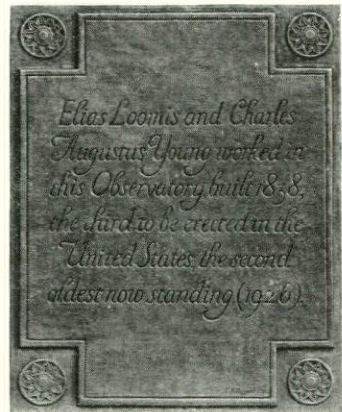 Elias Loomis and Charles
Augustus Young worked in
this Observatory, built 1838,
the third to be erected in the
United States, the second
oldest now standing (1926).